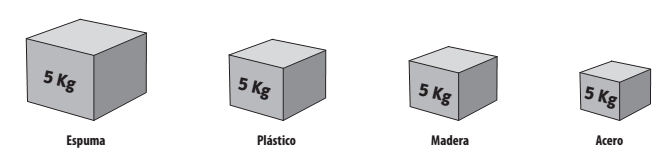 5 Kg
5 Kg
5 Kg
5 Kg
Espuma
Plástico
Madera
Acero